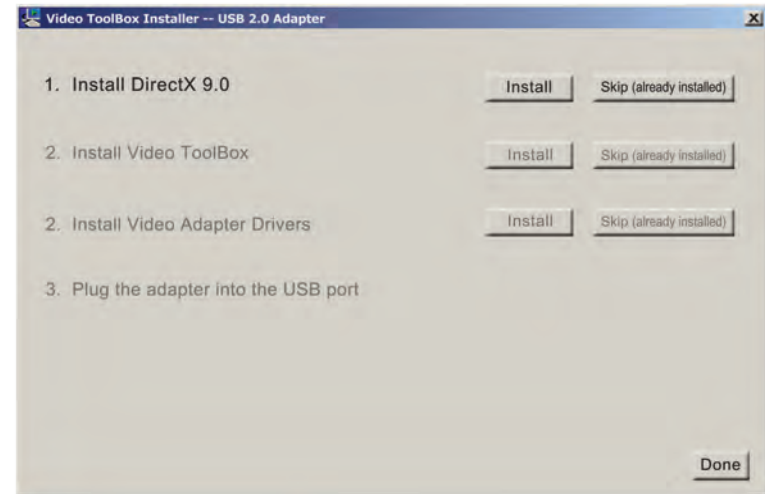 Video ToolBox Installer -- USB 2.0 Adapter
1. Install DirectX 9.0 Install Skip (already installed)
2. Install Video ToolBox Install Skip (already installed)
2. Install Video Adapter Drivers Install Skip (already installed)
3. Plug the adapter into the USB port
Done